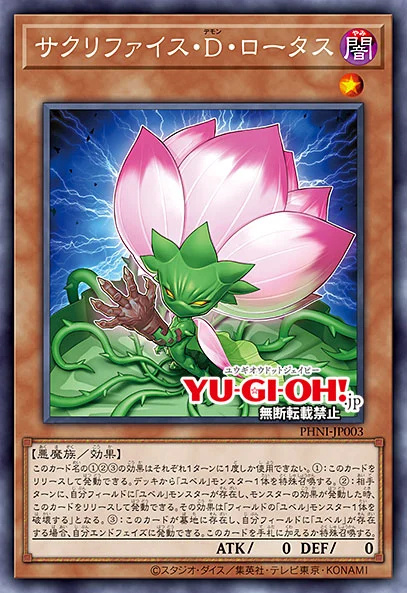 デモン
サクリファイス・D・ロータス
やみ
闇
ユウギオウドットジェイピー
YU-GI-OH!.jp
無断転載禁止
PHNI-JP003
【悪魔族／効果】
このカード名の①②③の効果はそれぞれ1ターンに1度しか使用できない。①：このカードを
リリースして発動できる。デッキから「ユベル」モンスター1体を特殊召喚する。②：相手
ターンに、自分フィールドに「ユベル」モンスターが存在し、モンスターの効果が発動した時、
このカードをリリースして発動できる。その効果は「フィールドの「ユベル」モンスター1体を
破壊する」となる。③：このカードが墓地に存在し、自分フィールドに「ユベル」が存在
する場合、自分エンドフェイズに発動できる。このカードを手札に加えるか特殊召喚する。
ATK/ 0 DEF/ 0
©スタジオ・ダイス／集英社・テレビ東京・KONAMI